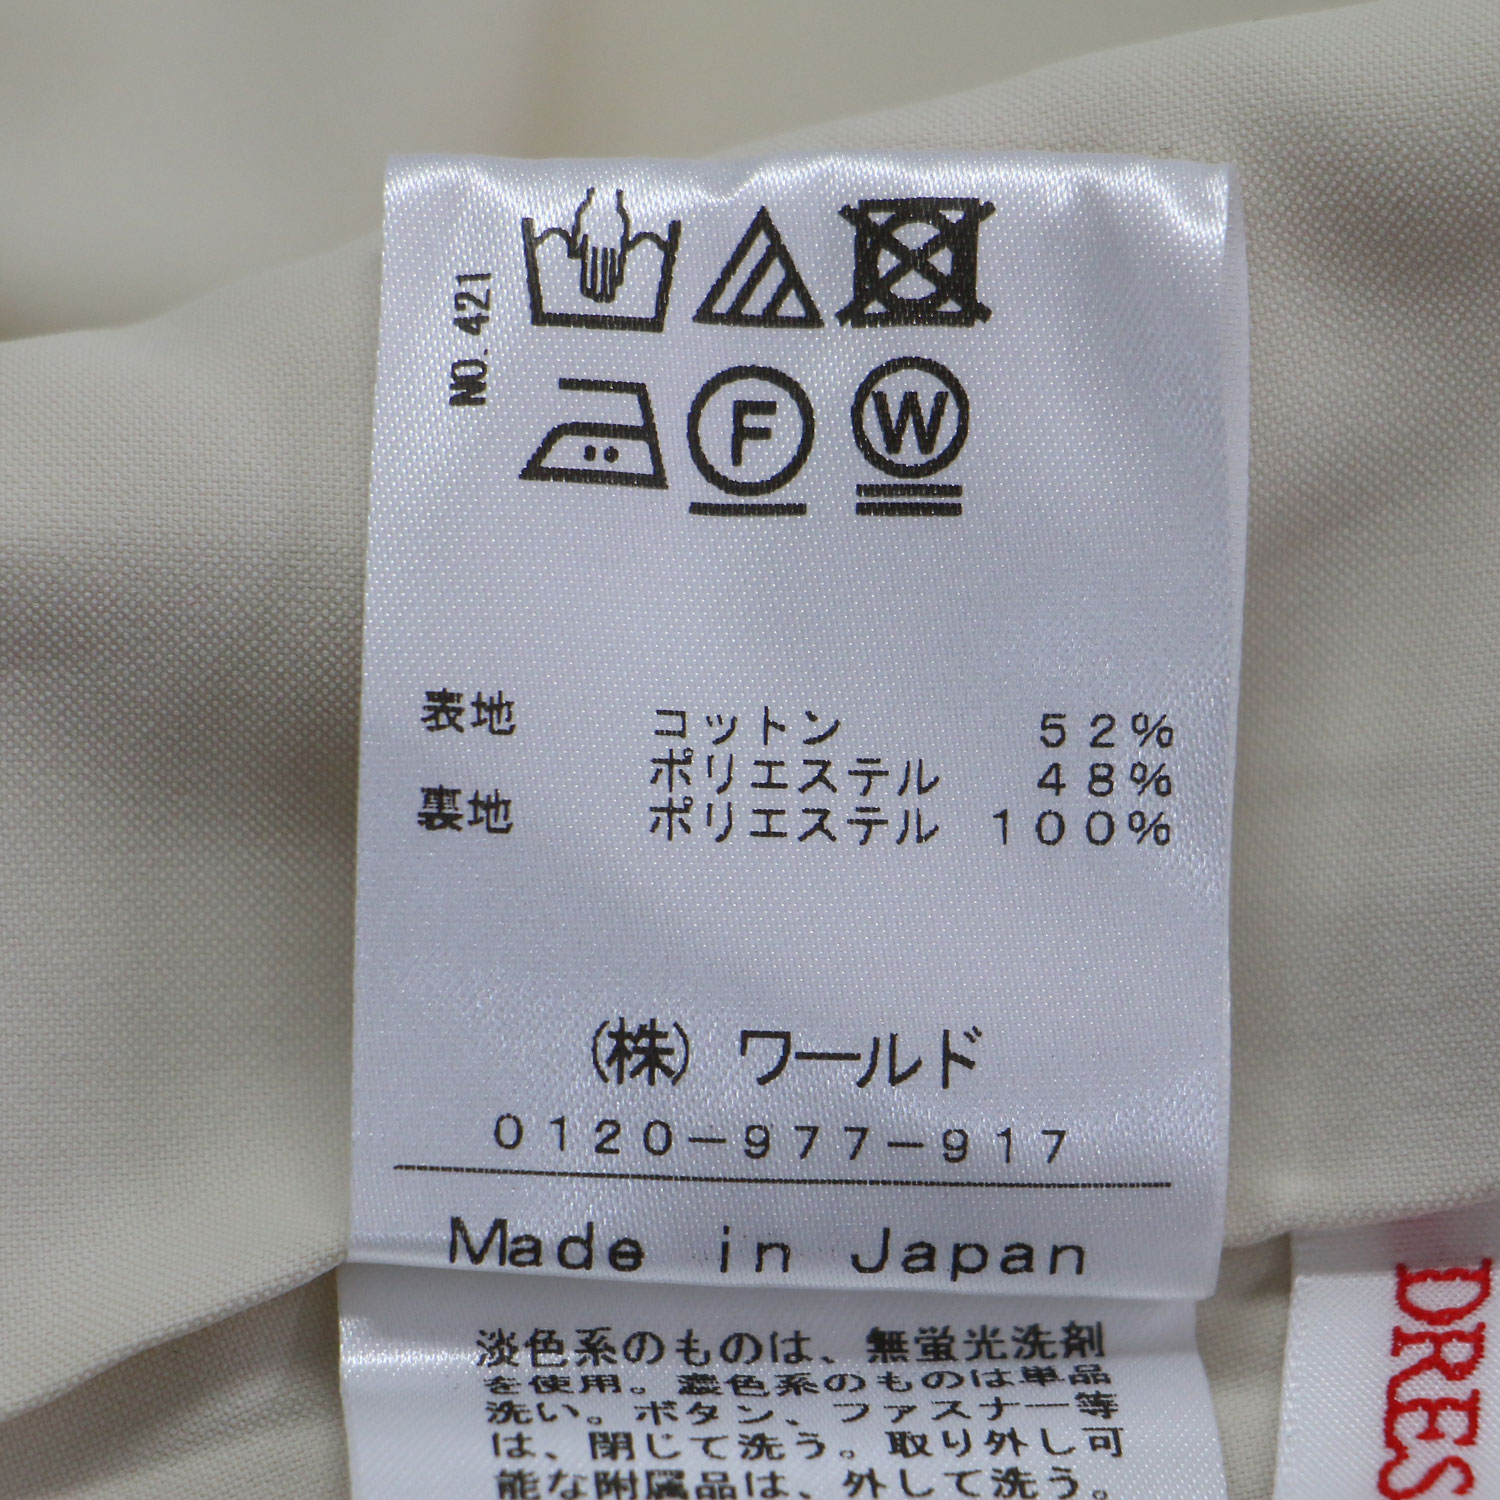 NO. 421
F W
表地 コットン 52%
ポリエステル 48%
裏地 ポリエステル 100%
(株) ワールド
0120-977-917
Made in Japan
淡色系のものは、無蛍光洗剤
を使用。濃色系のものは単品
洗い。ボタン、ファスナー等
は、閉じて洗う。取り外し可
能な附属品は、外して洗う。
DRES